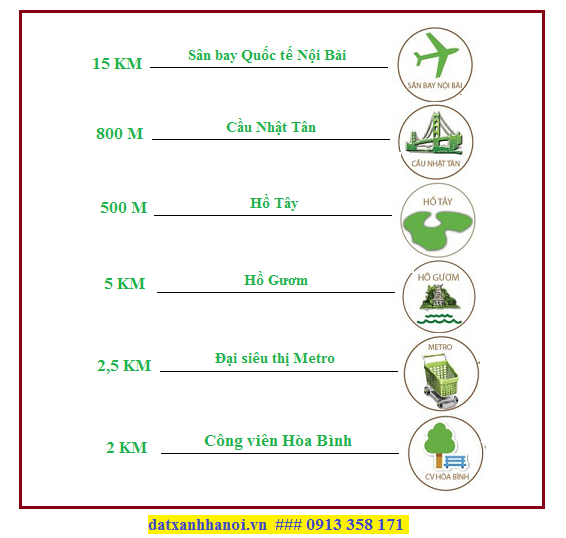 15 KM Sân bay Quốc tế Nội Bài
SÂN BAY NỘI BÀI
800 M Cầu Nhật Tân
CẦU NHẬT TÂN
500 M Hồ Tây
HỒ TÂY
5 KM Hồ Gươm
HỒ GƯƠM
2,5 KM Đại siêu thị Metro
METRO
2 KM Công viên Hòa Bình
CV HÒA BÌNH
datxanhhanoi.vn ### 0913 358 171